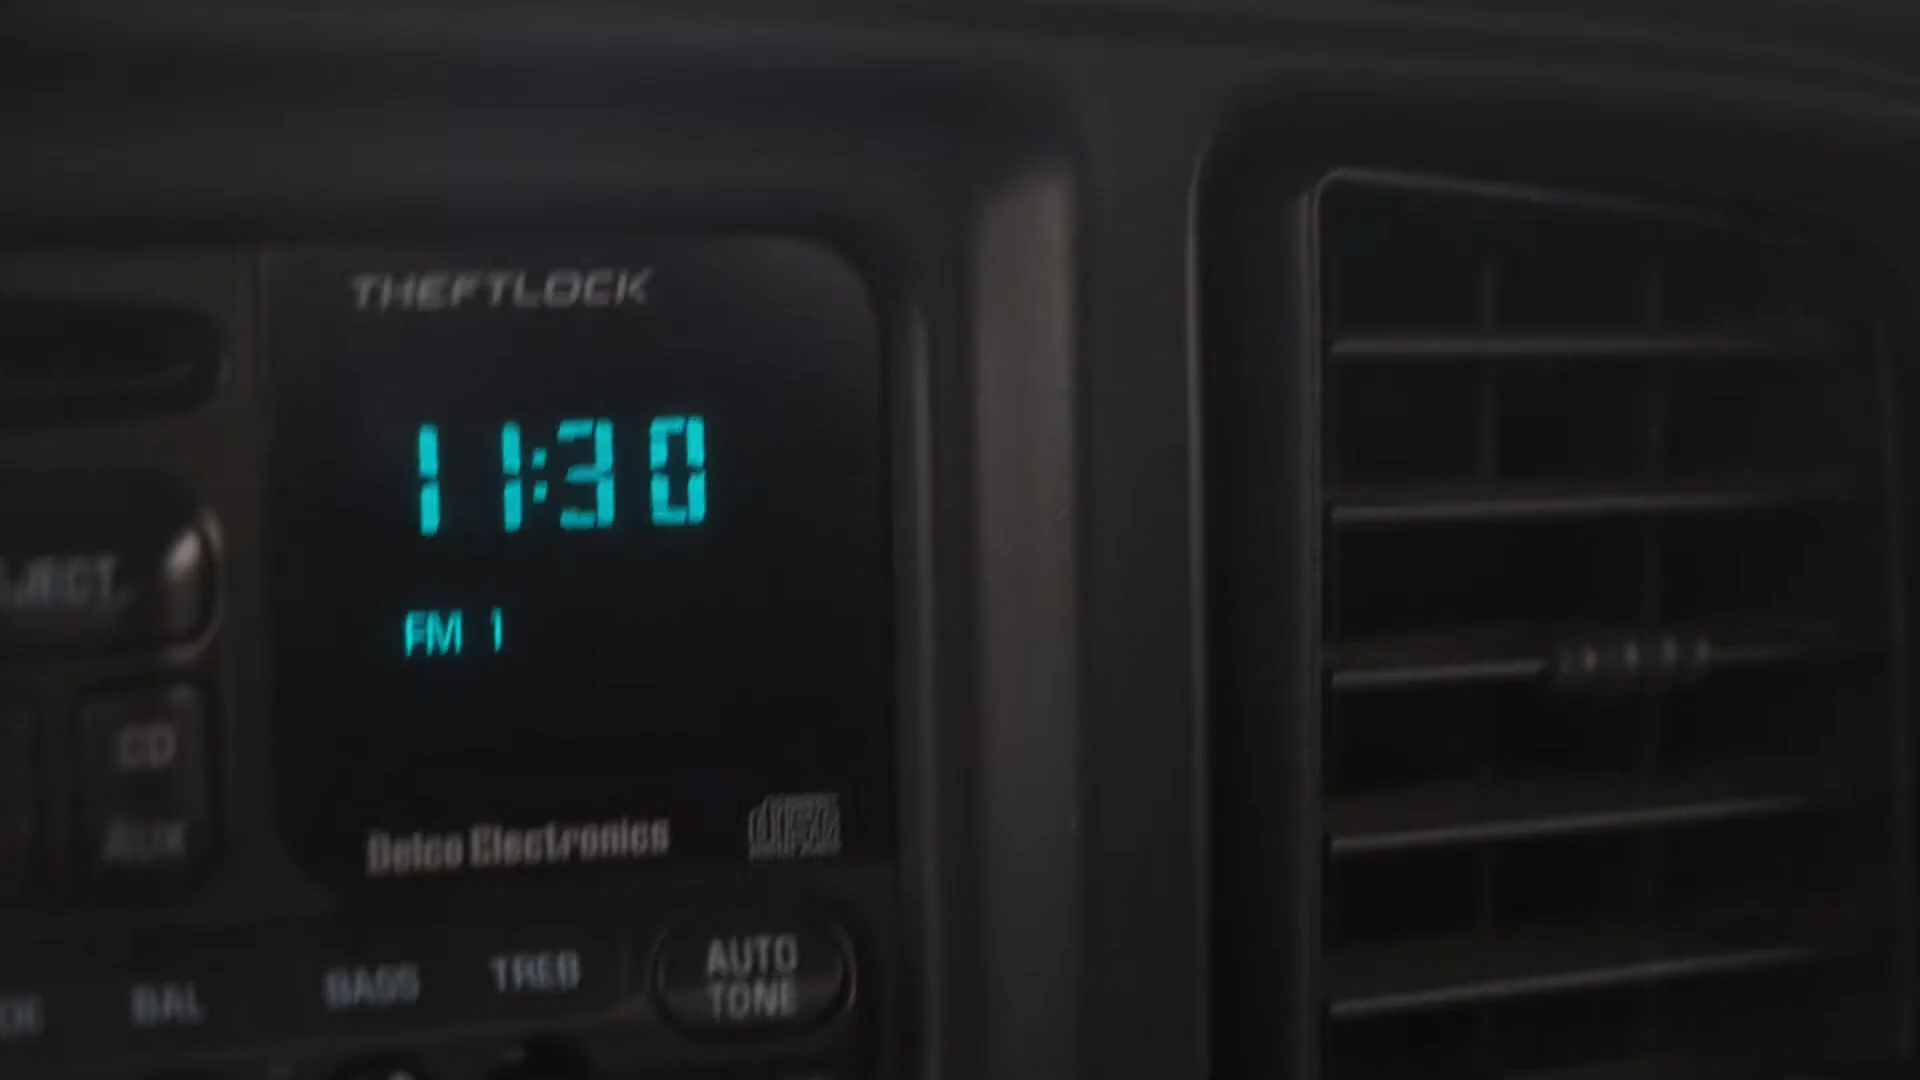 THEFTLOCK
11:30
FM 1
CD
AUX
Delco Electronics
BAL
BASS
TREB
AUTO
TONE